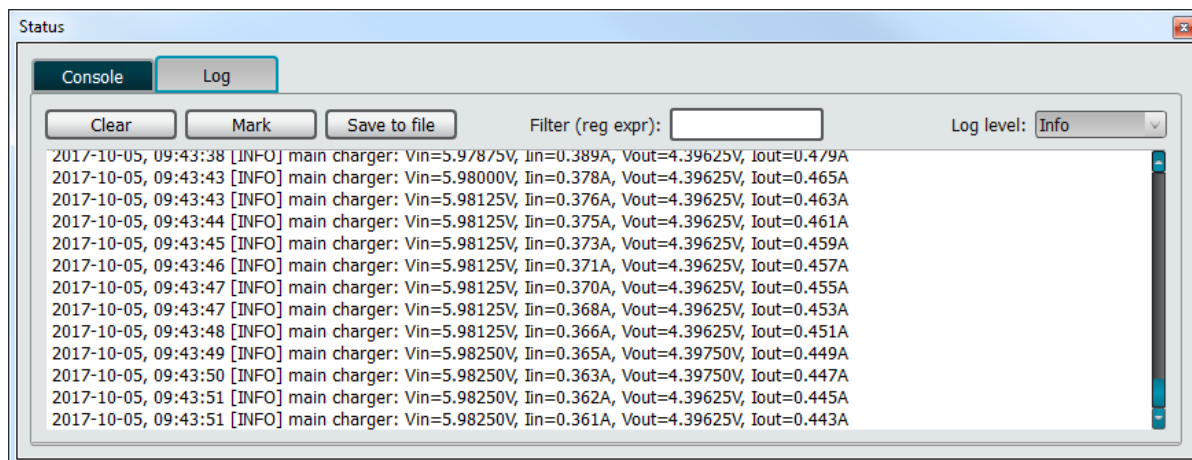 Status
Console Log
Clear Mark Save to file Filter (reg expr): Log level: Info
2017-10-05, 09:43:38 [INFO] main charger: Vin=5.97875V, Iin=0.389A, Vout=4.39625V, Iout=0.479A
2017-10-05, 09:43:43 [INFO] main charger: Vin=5.98000V, Iin=0.378A, Vout=4.39625V, Iout=0.465A
2017-10-05, 09:43:43 [INFO] main charger: Vin=5.98125V, Iin=0.376A, Vout=4.39625V, Iout=0.463A
2017-10-05, 09:43:44 [INFO] main charger: Vin=5.98125V, Iin=0.375A, Vout=4.39625V, Iout=0.461A
2017-10-05, 09:43:45 [INFO] main charger: Vin=5.98125V, Iin=0.373A, Vout=4.39625V, Iout=0.459A
2017-10-05, 09:43:46 [INFO] main charger: Vin=5.98125V, Iin=0.371A, Vout=4.39625V, Iout=0.457A
2017-10-05, 09:43:47 [INFO] main charger: Vin=5.98125V, Iin=0.370A, Vout=4.39625V, Iout=0.455A
2017-10-05, 09:43:47 [INFO] main charger: Vin=5.98125V, Iin=0.368A, Vout=4.39625V, Iout=0.453A
2017-10-05, 09:43:48 [INFO] main charger: Vin=5.98125V, Iin=0.366A, Vout=4.39625V, Iout=0.451A
2017-10-05, 09:43:49 [INFO] main charger: Vin=5.98250V, Iin=0.365A, Vout=4.39750V, Iout=0.449A
2017-10-05, 09:43:50 [INFO] main charger: Vin=5.98250V, Iin=0.363A, Vout=4.39750V, Iout=0.447A
2017-10-05, 09:43:51 [INFO] main charger: Vin=5.98250V, Iin=0.362A, Vout=4.39625V, Iout=0.445A
2017-10-05, 09:43:51 [INFO] main charger: Vin=5.98250V, Iin=0.361A, Vout=4.39625V, Iout=0.443A